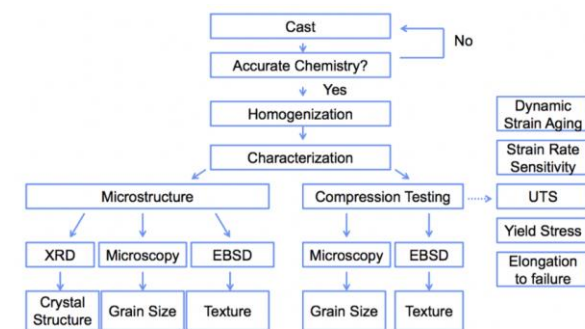 Cast
No
Accurate Chemistry?
Yes
Homogenization
Characterization
Microstructure
Compression Testing
XRD
Microscopy
EBSD
Microscopy
EBSD
Crystal
Structure
Grain Size
Texture
Grain Size
Texture
Dynamic
Strain Aging
Strain Rate
Sensitivity
UTS
Yield Stress
Elongation
to failure